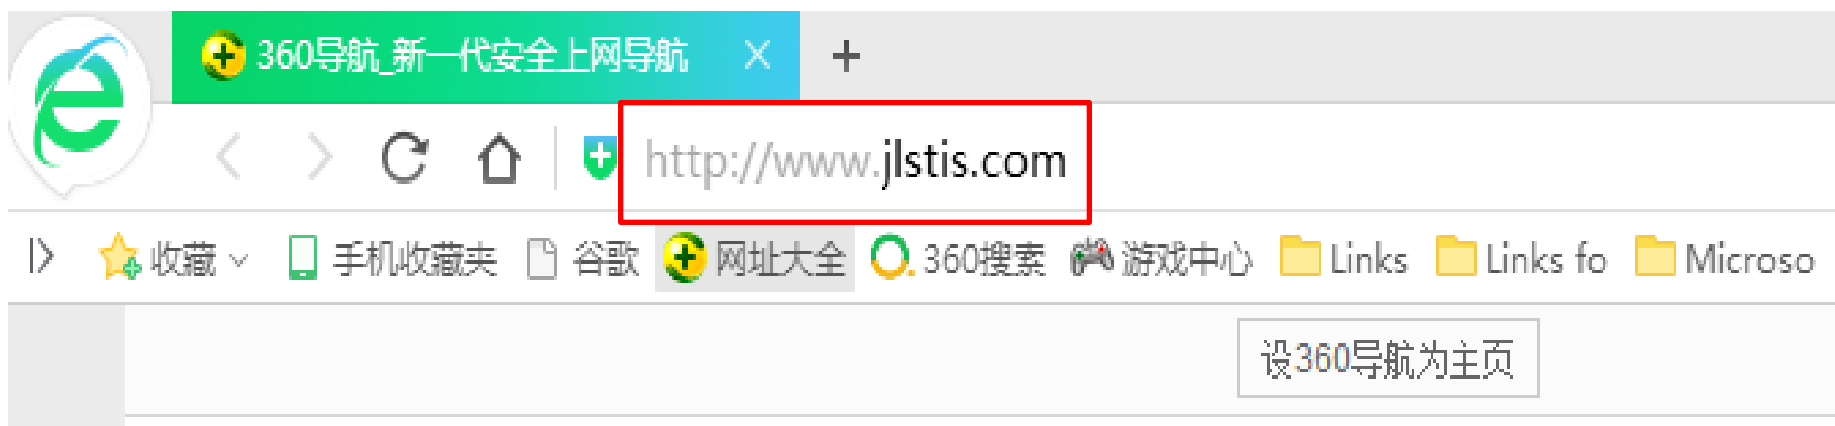 360导航_新一代安全上网导航
http://www.jlstis.com
收藏 手机收藏夹 谷歌 网址大全 360搜索 游戏中心 Links Links fo Microso
设360导航为主页